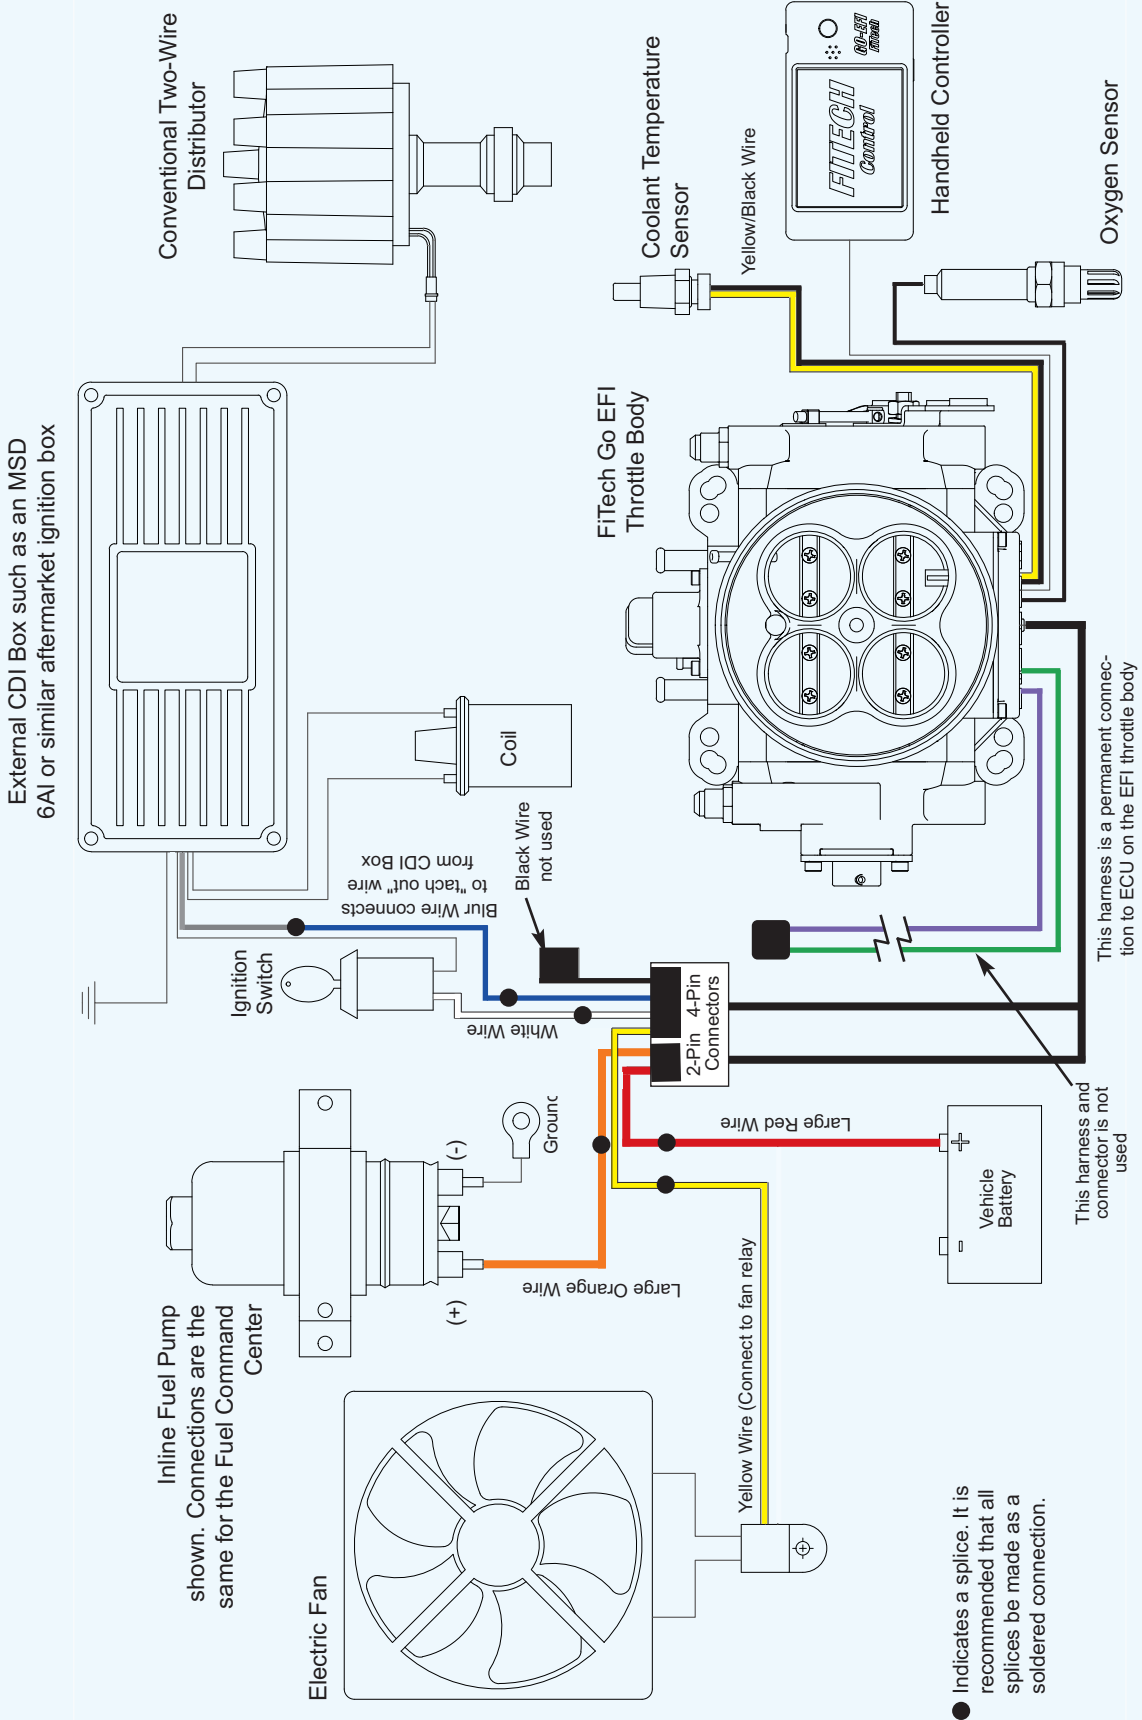 External CDI Box such as an MSD
6Al or similar aftermarket ignition box
Conventional Two-Wire
Distributor
Coil
Ignition
Switch
Blur Wire connects
to "tach out" wire
from CDI Box
White Wire
Black Wire
not used
Inline Fuel Pump
shown. Connections are the
same for the Fuel Command
Center
(+)
(-)
Ground
Large Orange Wire
2-Pin 4-Pin
Connectors
FiTech Go EFI
Throttle Body
Coolant Temperature
Sensor
Yellow/Black Wire
GO-EFI
FiTech
FiTECH
Control
Handheld Controller
Oxygen Sensor
Electric Fan
Yellow Wire (Connect to fan relay
Large Red Wire
Vehicle
Battery
+
-
This harness and
connector is not
used
This harness is a permanent connec-
tion to ECU on the EFI throttle body
Indicates a splice. It is
recommended that all
splices be made as a
soldered connection.